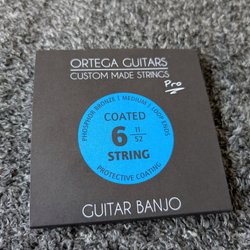 ORTEGA GUITARS
CUSTOM MADE STRINGS
Pro
PHOSPHOR BRONZE | MEDIUM | LOOP ENDS
COATED
6 11
52
STRING
PROTECTIVE COATING
GUITAR BANJO